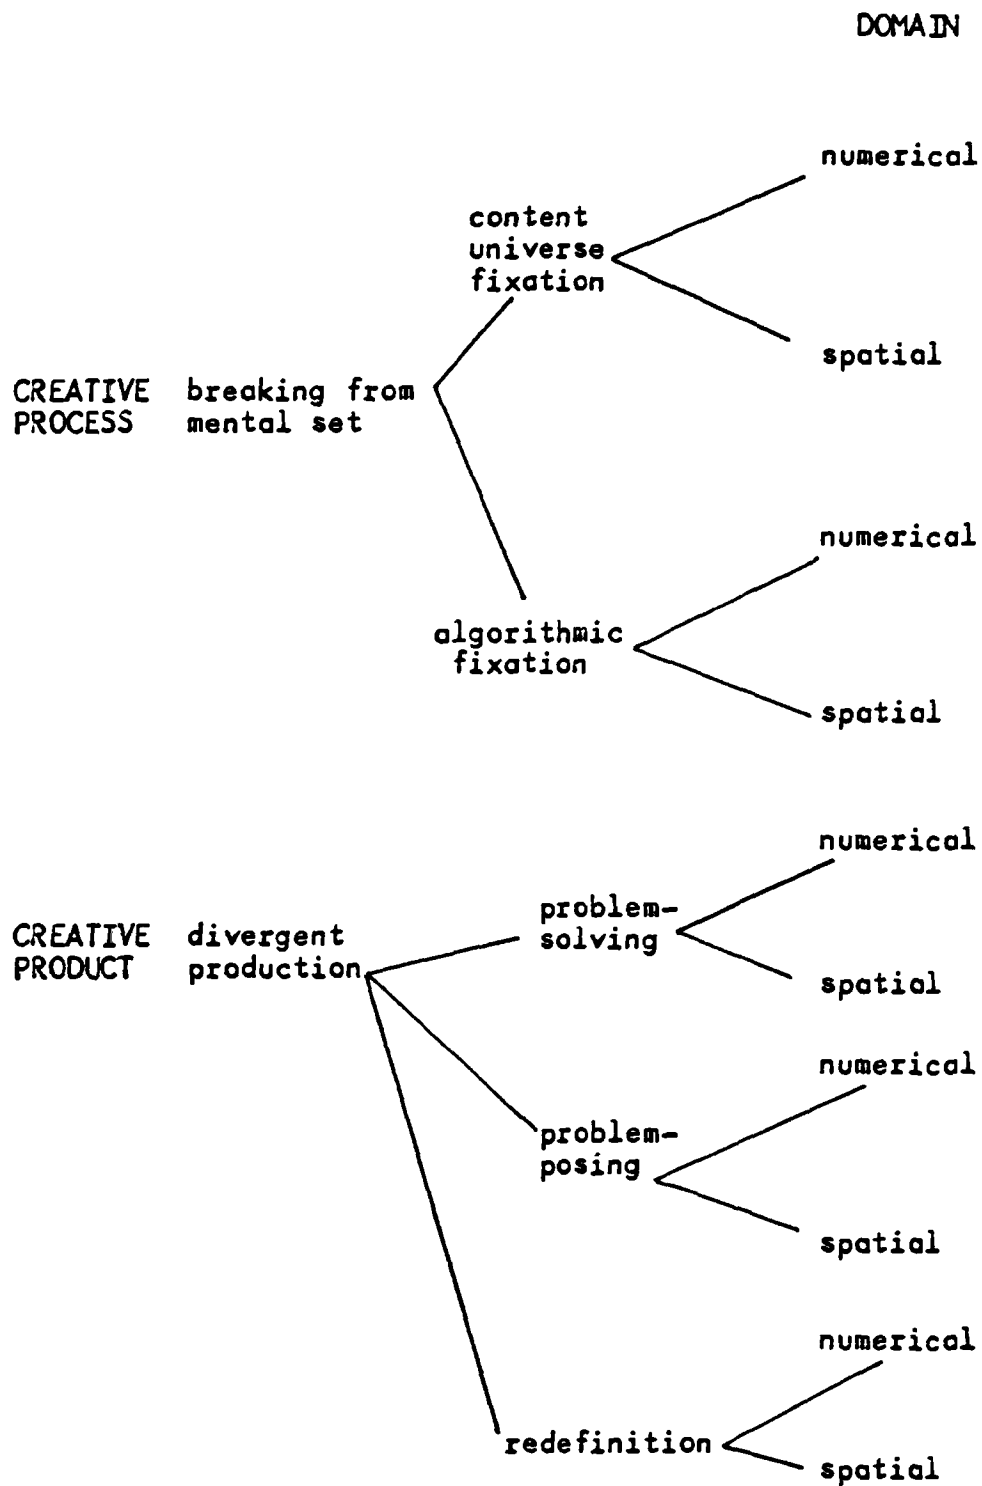 DOMAIN
numerical
content
universe
fixation
spatial
CREATIVE breaking from
PROCESS mental set
numerical
algorithmic
fixation
spatial
numerical
problem-
solving
CREATIVE divergent
PRODUCT production
spatial
numerical
problem-
posing
spatial
numerical
redefinition
spatial